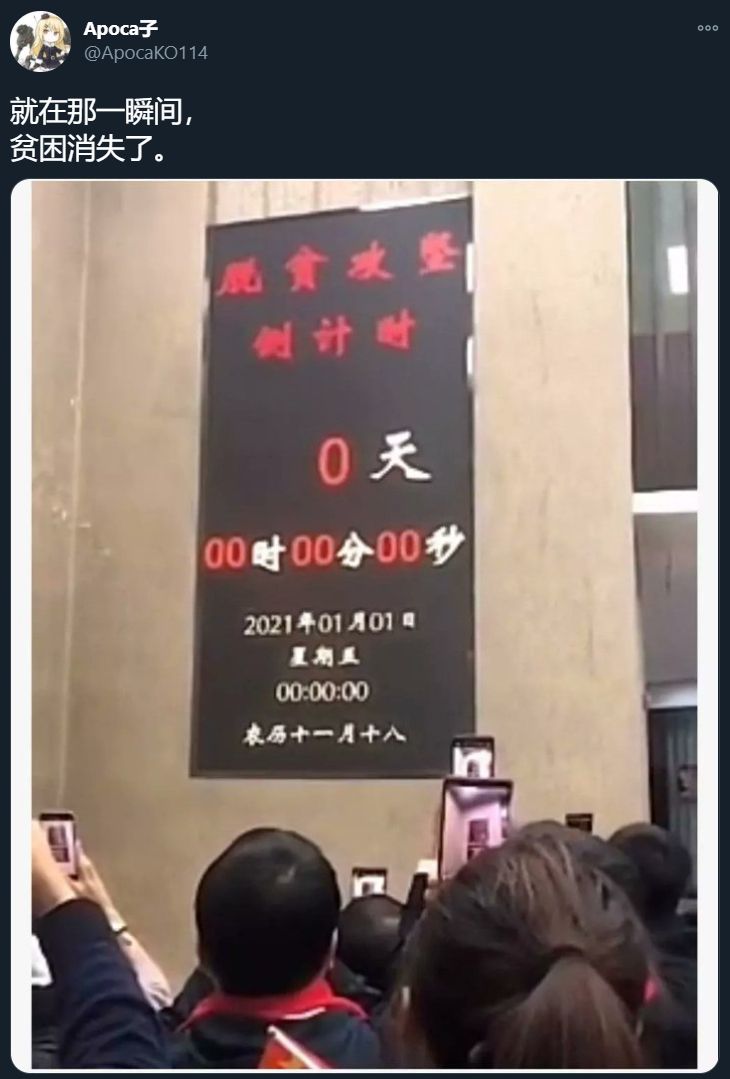 Apoca子
@ApocaKO114
就在那一瞬间，
贫困消失了。
脱贫攻坚
倒计时
0天
00时00分00秒
2021年01月01日
星期五
00:00:00
农历十一月十八